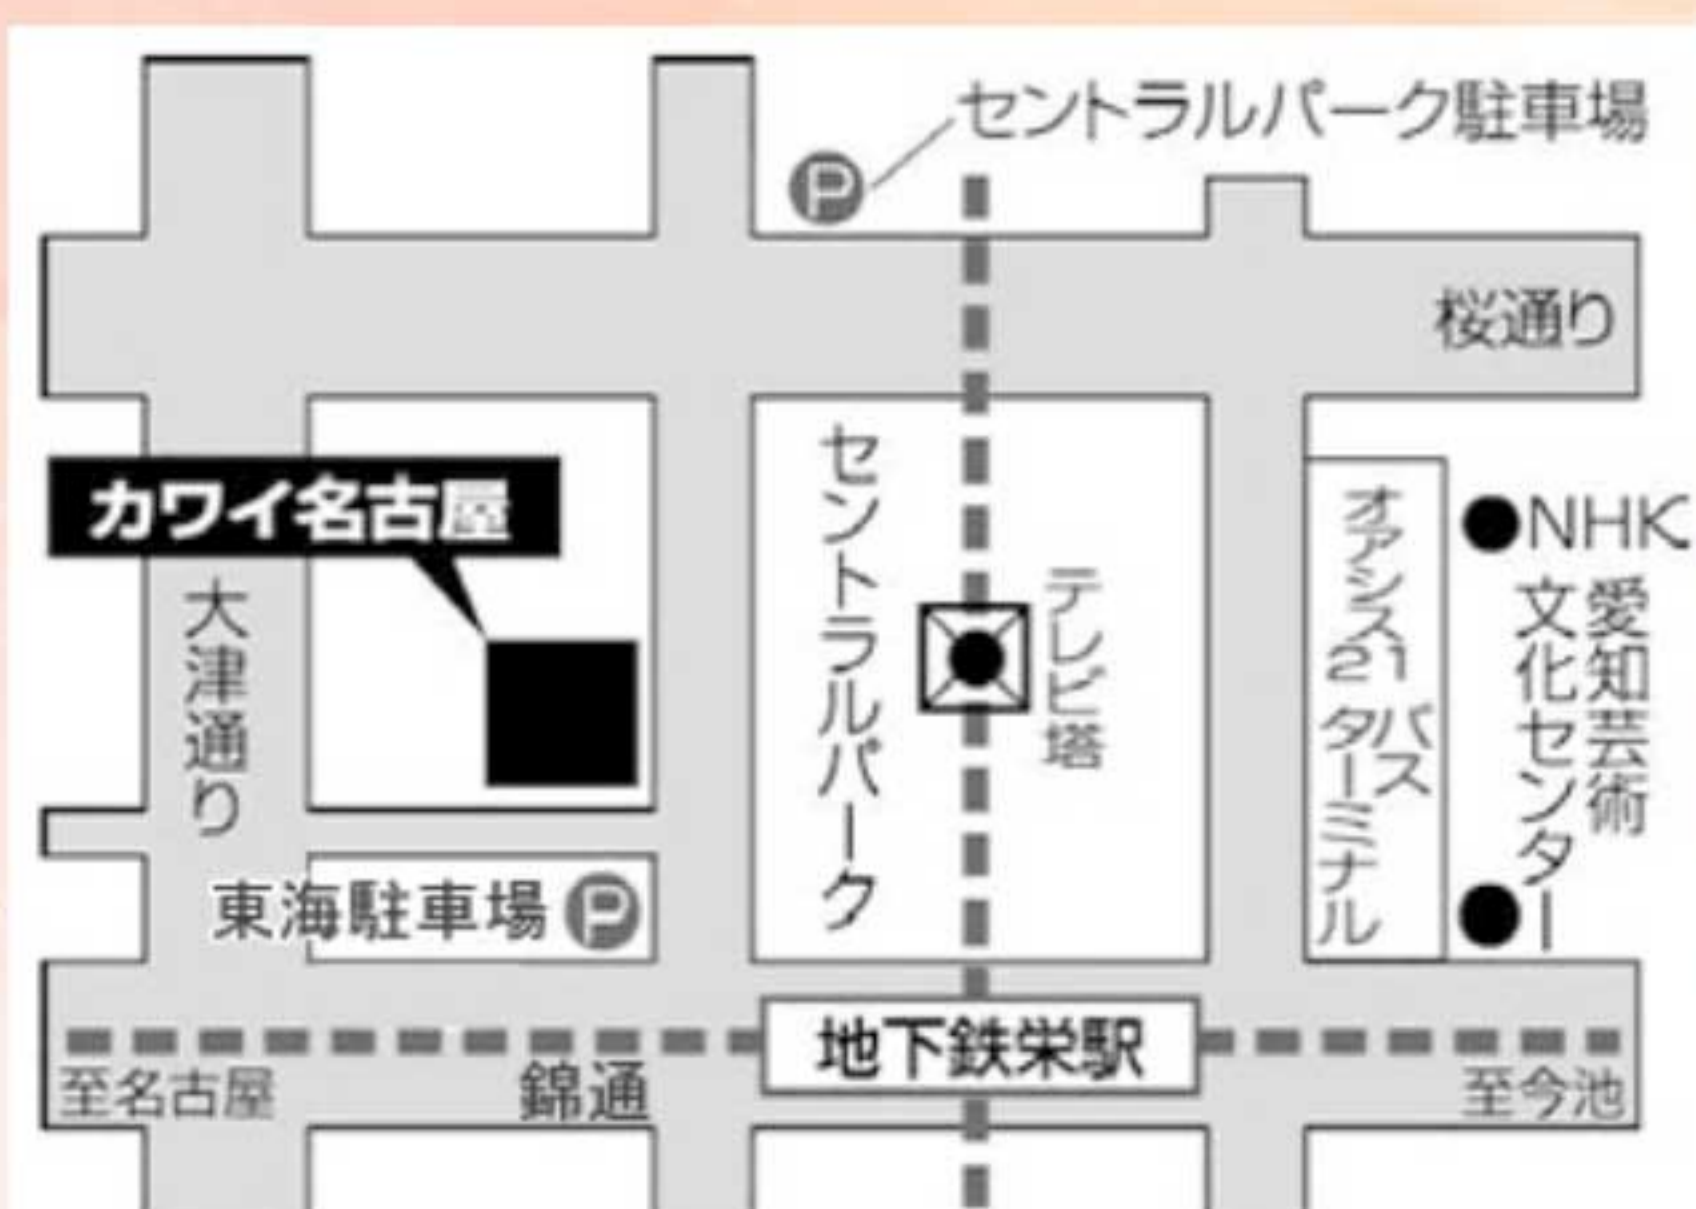 セントラルパーク駐車場
P
桜通り
カワイ名古屋
大津通り
セントラルパーク
テレビ塔
オアシス21
バス
ターミナル
NHK
愛知芸術
文化センター
東海駐車場
P
地下鉄栄駅
至名古屋
錦通
至今池